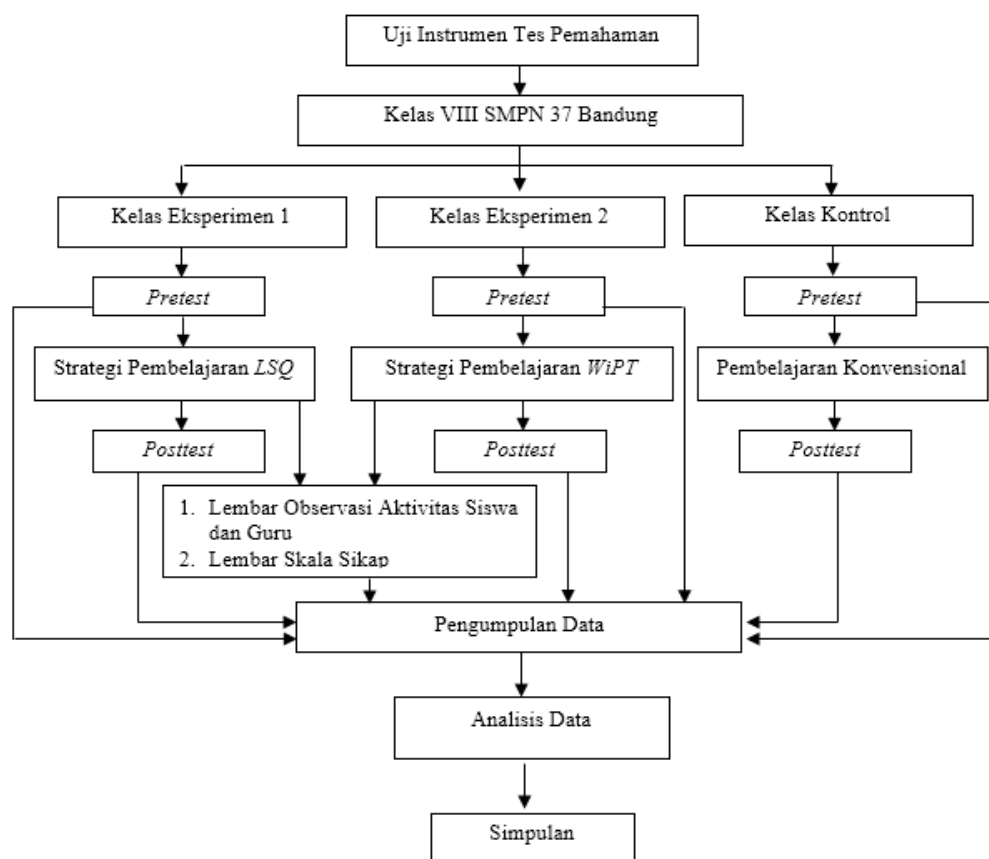 Uji Instrumen Tes Pemahaman
Kelas VIII SMPN 37 Bandung
Kelas Eksperimen 1
Kelas Eksperimen 2
Kelas Kontrol
Pretest
Pretest
Pretest
Strategi Pembelajaran LSQ
Strategi Pembelajaran WiPT
Pembelajaran Konvensional
Posttest
Posttest
Posttest
1. Lembar Observasi Aktivitas Siswa
dan Guru
2. Lembar Skala Sikap
Pengumpulan Data
Analisis Data
Simpulan